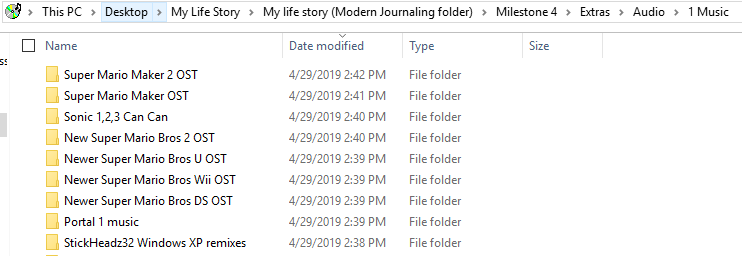 This PC > Desktop > My Life Story > My life story (Modern Journaling folder) > Milestone 4 > Extras > Audio > 1 Music
Name Date modified Type Size
Super Mario Maker 2 OST 4/29/2019 2:42 PM File folder
Super Mario Maker OST 4/29/2019 2:41 PM File folder
Sonic 1,2,3 Can Can 4/29/2019 2:40 PM File folder
New Super Mario Bros 2 OST 4/29/2019 2:40 PM File folder
Newer Super Mario Bros U OST 4/29/2019 2:39 PM File folder
Newer Super Mario Bros Wii OST 4/29/2019 2:39 PM File folder
Newer Super Mario Bros DS OST 4/29/2019 2:39 PM File folder
Portal 1 music 4/29/2019 2:39 PM File folder
StickHeadz32 Windows XP remixes 4/29/2019 2:38 PM File folder